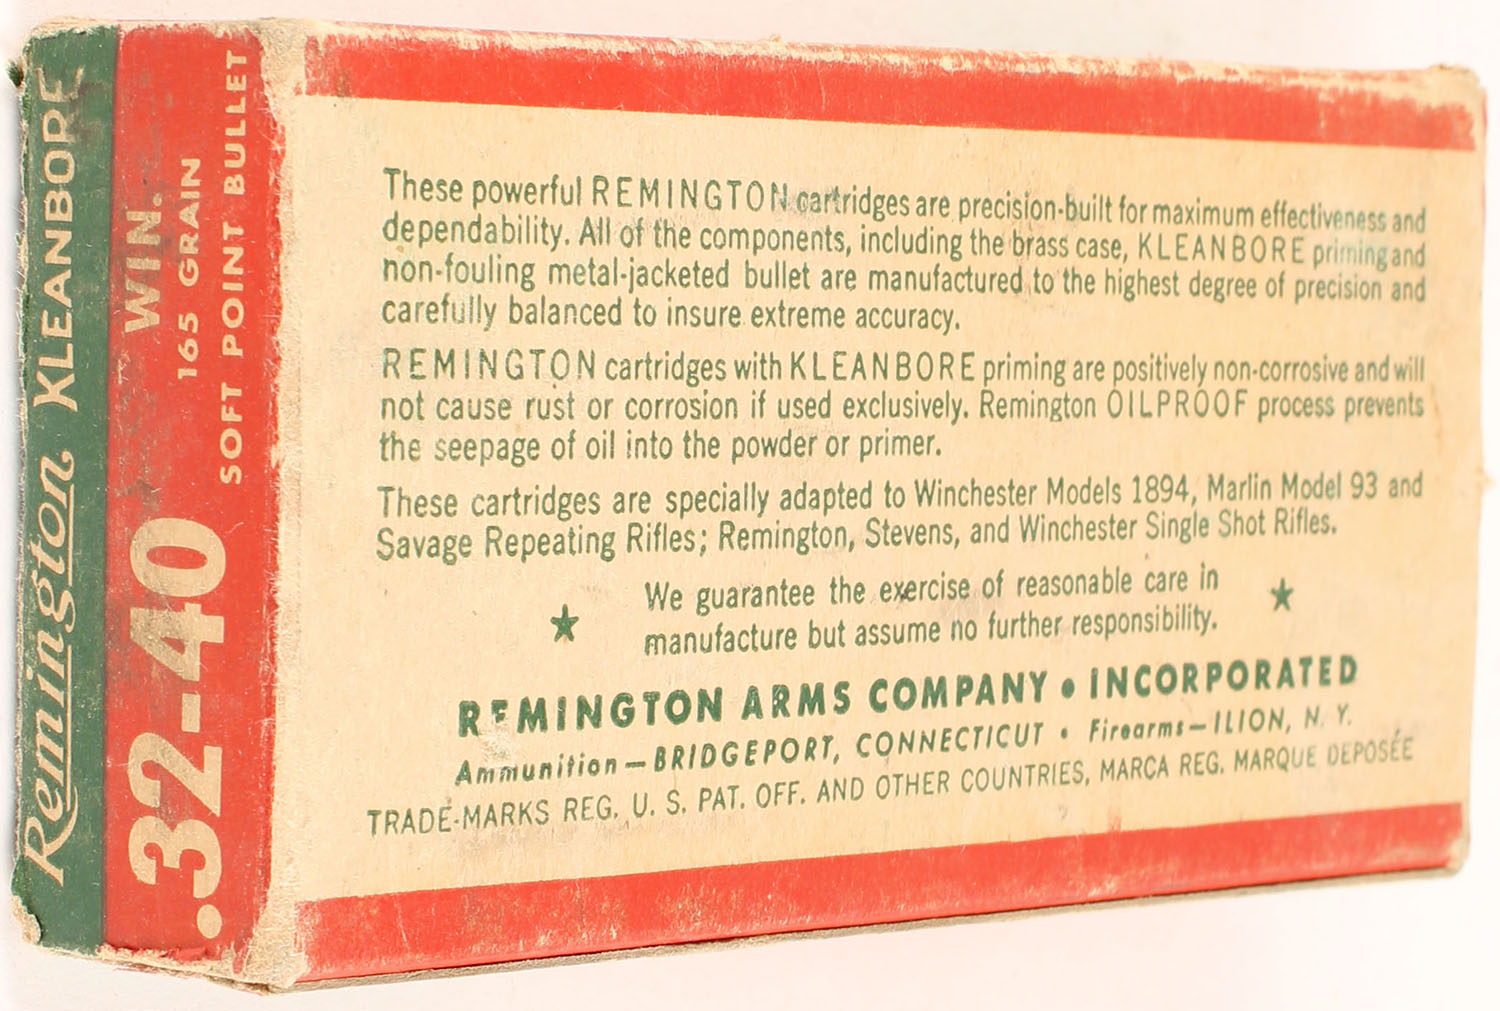 Remington KLEANBORE
.32-40 WIN.
165 GRAIN
SOFT POINT BULLET
These powerful REMINGTON cartridges are precision-built for maximum effectiveness and
dependability. All of the components, including the brass case, KLEANBORE priming and
non-fouling metal-jacketed bullet are manufactured to the highest degree of precision and
carefully balanced to insure extreme accuracy.
REMINGTON cartridges with KLEANBORE priming are positively non-corrosive and will
not cause rust or corrosion if used exclusively. Remington OILPROOF process prevents
the seepage of oil into the powder or primer.
These cartridges are specially adapted to Winchester Models 1894, Marlin Model 93 and
Savage Repeating Rifles; Remington, Stevens, and Winchester Single Shot Rifles.
★ We guarantee the exercise of reasonable care in ★
manufacture but assume no further responsibility.
REMINGTON ARMS COMPANY • INCORPORATED
Ammunition—BRIDGEPORT, CONNECTICUT • Firearms—ILION, N. Y.
TRADE-MARKS REG. U. S. PAT. OFF. AND OTHER COUNTRIES, MARCA REG. MARQUE DEPOSÉE